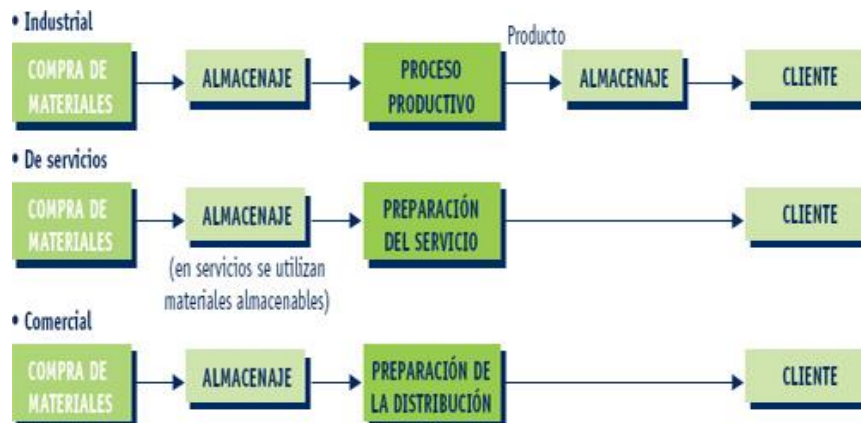 • Industrial
Producto
COMPRA DE
MATERIALES
ALMACENAJE
PROCESO
PRODUCTIVO
ALMACENAJE
CLIENTE
• De servicios
COMPRA DE
MATERIALES
ALMACENAJE
PREPARACIÓN
DEL SERVICIO
CLIENTE
(en servicios se utilizan
materiales almacenables)
• Comercial
COMPRA DE
MATERIALES
ALMACENAJE
PREPARACIÓN DE
LA DISTRIBUCIÓN
CLIENTE